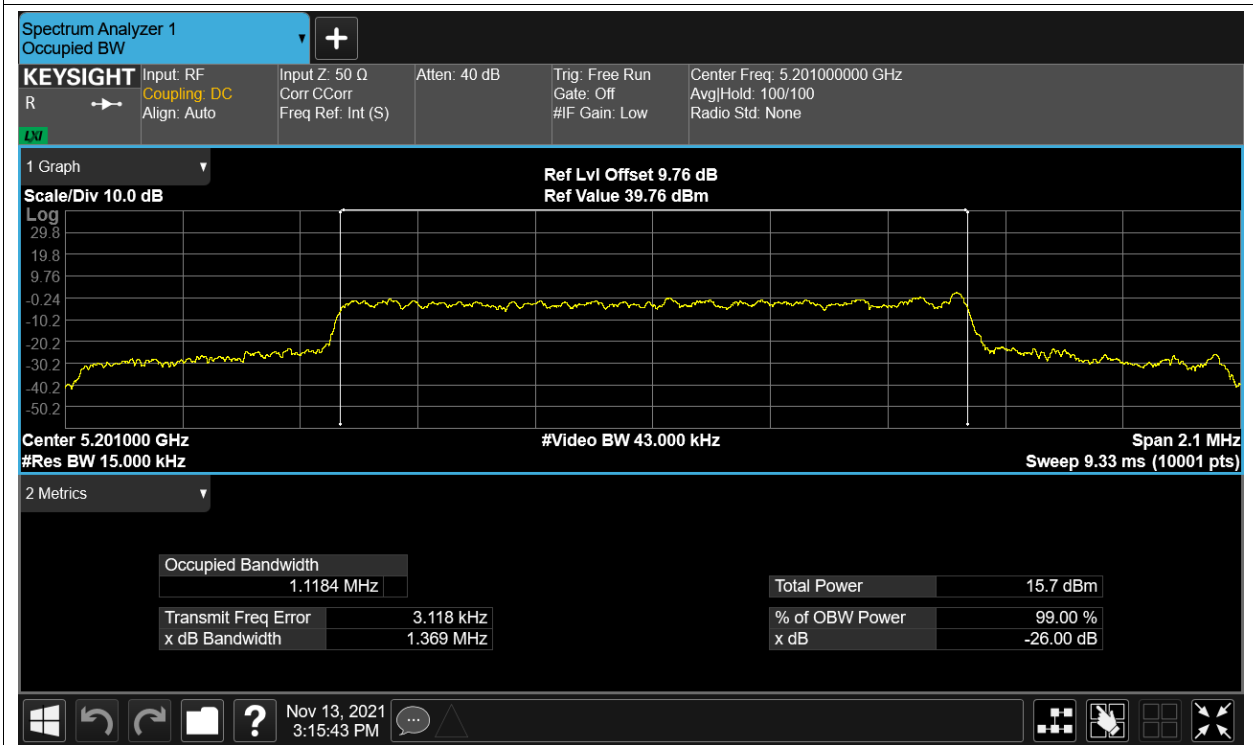 Spectrum Analyzer 1
Occupied BW
KEYSIGHT
R
LXI
Input: RF
Coupling: DC
Align: Auto
Input Z: 50 Ω
Corr CCorr
Freq Ref: Int (S)
Atten: 40 dB
Trig: Free Run
Gate: Off
#IF Gain: Low
Center Freq: 5.201000000 GHz
Avg|Hold: 100/100
Radio Std: None
1 Graph
Scale/Div 10.0 dB
Ref Lvl Offset 9.76 dB
Ref Value 39.76 dBm
Log
29.8
19.8
9.76
-0.24
-10.2
-20.2
-30.2
-40.2
-50.2
Center 5.201000 GHz
#Video BW 43.000 kHz
Span 2.1 MHz
#Res BW 15.000 kHz
Sweep 9.33 ms (10001 pts)
2 Metrics
Occupied Bandwidth
1.1184 MHz
Total Power 15.7 dBm
Transmit Freq Error 3.118 kHz
% of OBW Power 99.00 %
x dB Bandwidth 1.369 MHz
x dB -26.00 dB
?
Nov 13, 2021
3:15:43 PM